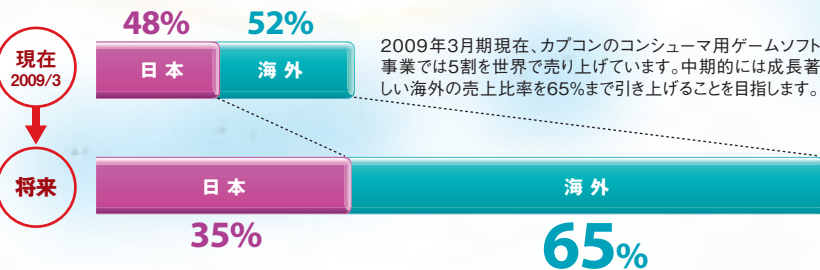 48% 52%
現在
2009/3
日本 海外
2009年3月期現在、カプコンのコンシューマ用ゲームソフト
事業では5割を世界で売り上げています。中期的には成長著
しい海外の売上比率を65%まで引き上げることを目指します。
将来
日本 海外
35% 65%